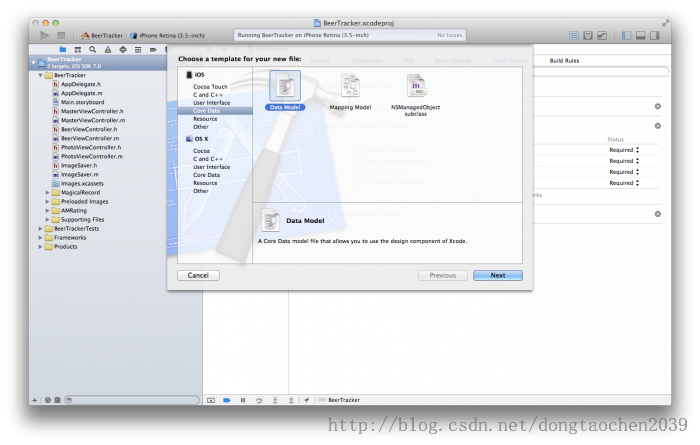 BeerTracker.xcodeproj
BeerTracker > iPhone Retina (3.5-inch)
Running BeerTracker on iPhone Retina (3.5-inch)
No Issues
BeerTracker
2 targets, iOS SDK 7.0
BeerTracker
AppDelegate.h
AppDelegate.m
Main.storyboard
MasterViewController.h
MasterViewController.m
BeerViewController.h
BeerViewController.m
PhotoViewController.h
PhotoViewController.m
ImageSaver.h
ImageSaver.m
Images.xcassets
MagicalRecord
Preloaded Images
AMRating
Supporting Files
BeerTrackerTests
Frameworks
Products
Choose a template for your new file:
iOS
Cocoa Touch
C and C++
User Interface
Core Data
Resource
Other
OS X
Cocoa
C and C++
User Interface
Core Data
Resource
Other
Data Model
Mapping Model
NSManagedObject
subclass
Data Model
A Core Data model file that allows you to use the design component of Xcode.
Cancel
Previous
Next
Build Rules
Status
Required
Required
Required
Required
BeerTracker
http://blog.csdn.net/dongtaochen2039